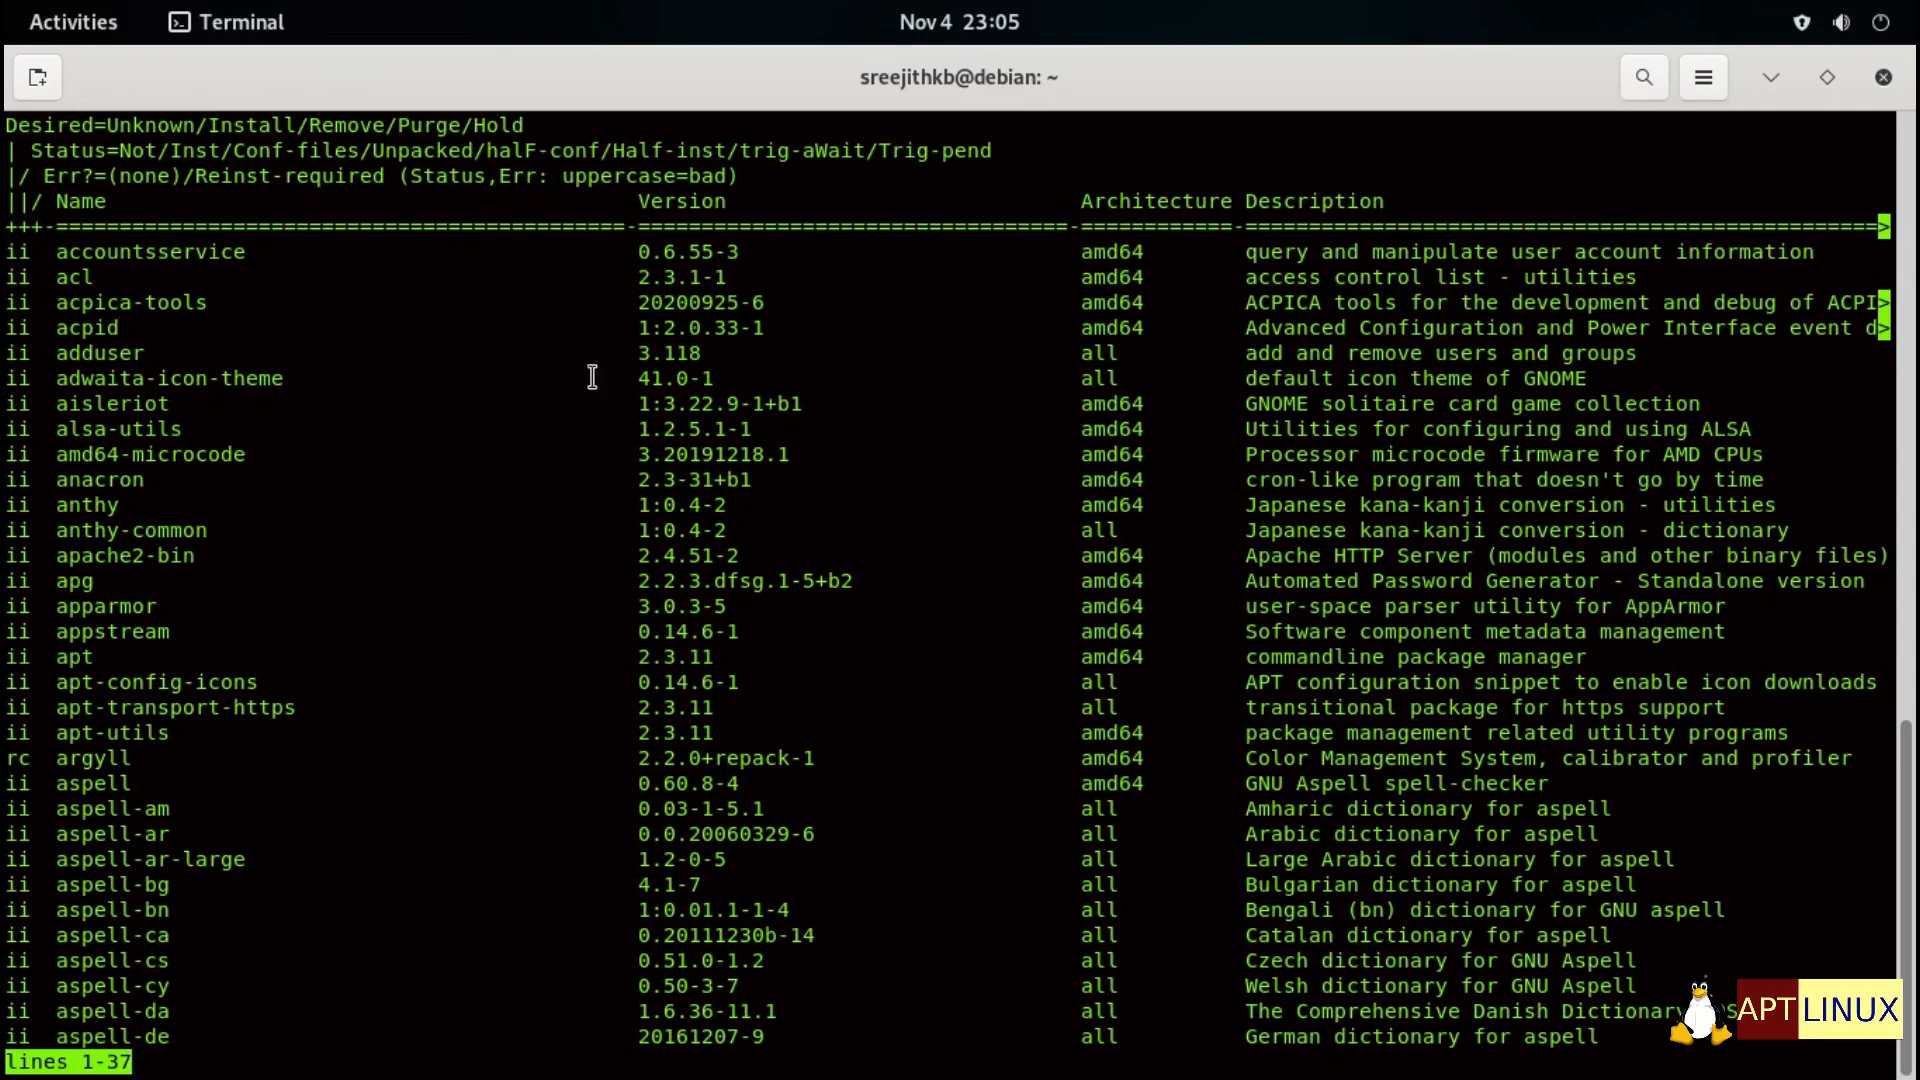 Activities Terminal Nov 4 23:05
sreejithkb@debian: ~
Desired=Unknown/Install/Remove/Purge/Hold
| Status=Not/Inst/Conf-files/Unpacked/halF-conf/Half-inst/trig-aWait/Trig-pend
|/ Err?=(none)/Reinst-required (Status,Err: uppercase=bad)
||/ Name Version Architecture Description
+++-=============================================-==================================-============-==================================================>
ii accountsservice 0.6.55-3 amd64 query and manipulate user account information
ii acl 2.3.1-1 amd64 access control list - utilities
ii acpica-tools 20200925-6 amd64 ACPICA tools for the development and debug of ACPI>
ii acpid 1:2.0.33-1 amd64 Advanced Configuration and Power Interface event d>
ii adduser 3.118 all add and remove users and groups
ii adwaita-icon-theme 41.0-1 all default icon theme of GNOME
ii aisleriot 1:3.22.9-1+b1 amd64 GNOME solitaire card game collection
ii alsa-utils 1.2.5.1-1 amd64 Utilities for configuring and using ALSA
ii amd64-microcode 3.20191218.1 amd64 Processor microcode firmware for AMD CPUs
ii anacron 2.3-31+b1 amd64 cron-like program that doesn't go by time
ii anthy 1:0.4-2 amd64 Japanese kana-kanji conversion - utilities
ii anthy-common 1:0.4-2 all Japanese kana-kanji conversion - dictionary
ii apache2-bin 2.4.51-2 amd64 Apache HTTP Server (modules and other binary files)
ii apg 2.2.3.dfsg.1-5+b2 amd64 Automated Password Generator - Standalone version
ii apparmor 3.0.3-5 amd64 user-space parser utility for AppArmor
ii appstream 0.14.6-1 amd64 Software component metadata management
ii apt 2.3.11 amd64 commandline package manager
ii apt-config-icons 0.14.6-1 all APT configuration snippet to enable icon downloads
ii apt-transport-https 2.3.11 all transitional package for https support
ii apt-utils 2.3.11 amd64 package management related utility programs
rc argyll 2.2.0+repack-1 amd64 Color Management System, calibrator and profiler
ii aspell 0.60.8-4 amd64 GNU Aspell spell-checker
ii aspell-am 0.03-1-5.1 all Amharic dictionary for aspell
ii aspell-ar 0.0.20060329-6 all Arabic dictionary for aspell
ii aspell-ar-large 1.2-0-5 all Large Arabic dictionary for aspell
ii aspell-bg 4.1-7 all Bulgarian dictionary for aspell
ii aspell-bn 1:0.01.1-1-4 all Bengali (bn) dictionary for GNU aspell
ii aspell-ca 0.20111230b-14 all Catalan dictionary for aspell
ii aspell-cs 0.51.0-1.2 all Czech dictionary for GNU Aspell
ii aspell-cy 0.50-3-7 all Welsh dictionary for GNU Aspell
ii aspell-da 1.6.36-11.1 all The Comprehensive Danish Dictionary
ii aspell-de 20161207-9 all German dictionary for aspell
lines 1-37
APTLINUX